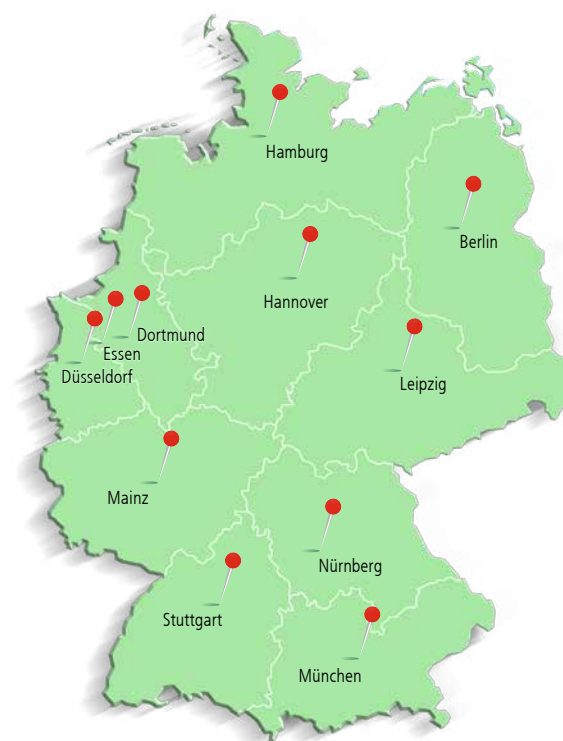 Hamburg
Berlin
Hannover
Dortmund
Essen
Düsseldorf
Leipzig
Mainz
Nürnberg
Stuttgart
München